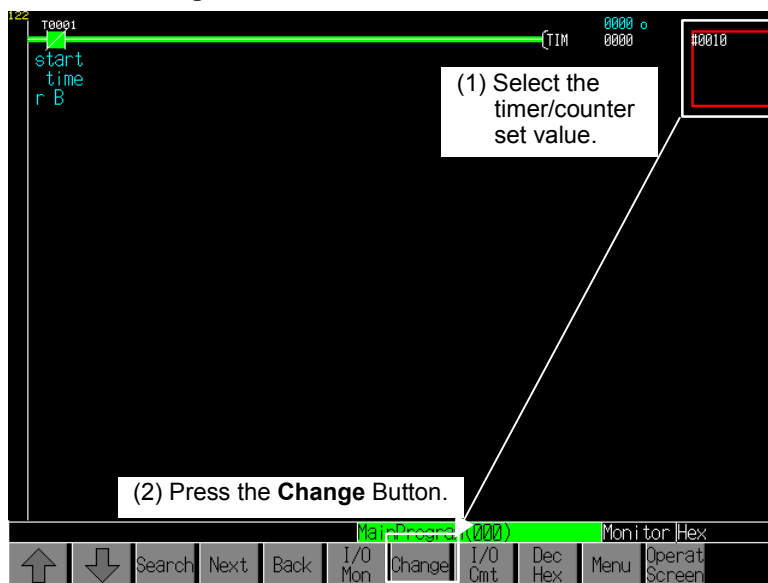 122
T0001
0000 o
(TIM 0000 #0010
start
time
r B
(1) Select the
timer/counter
set value.
(2) Press the Change Button.
MainProgram(000) Monitor Hex
Search Next Back I/O Mon Change I/O Cmt Dec Hex Menu Operat Screen